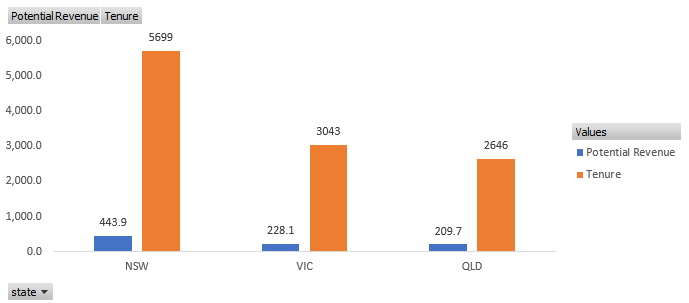 Potential Revenue Tenure
6,000.0
5,000.0
4,000.0
3,000.0
2,000.0
1,000.0
0.0
443.9
5699
228.1
3043
209.7
2646
NSW VIC QLD
Values
Potential Revenue
Tenure
state